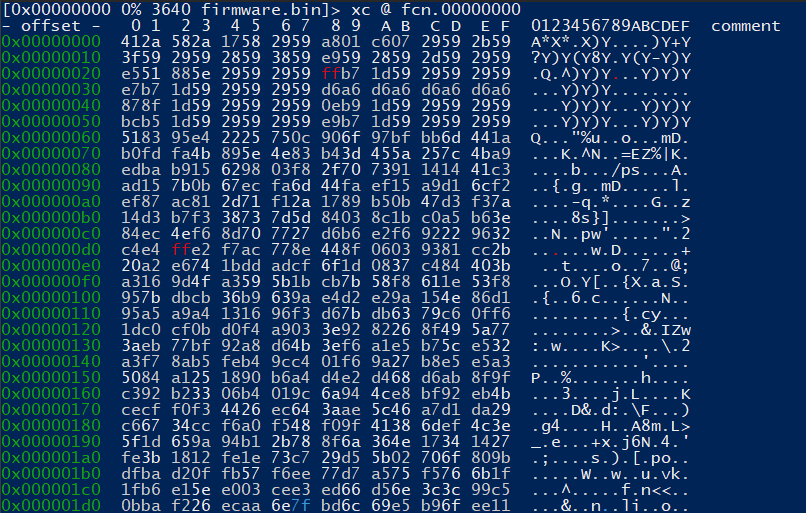 [0x00000000 0% 3640 firmware.bin]> xc @ fcn.00000000
- offset - 0 1 2 3 4 5 6 7 8 9 A B C D E F 0123456789ABCDEF comment
0x00000000 412a 582a 1758 2959 a801 c607 2959 2b59 A*X*.X)Y....)Y+Y
0x00000010 3f59 2959 2859 3859 e959 2859 2d59 2959 ?Y)Y(Y8Y.Y(Y-Y)Y
0x00000020 e551 885e 2959 2959 ffb7 1d59 2959 2959 .Q.^)Y)Y...Y)Y)Y
0x00000030 e7b7 1d59 2959 2959 d6a6 d6a6 d6a6 d6a6 ...Y)Y)Y........
0x00000040 878f 1d59 2959 2959 0eb9 1d59 2959 2959 ...Y)Y)Y...Y)Y)Y
0x00000050 bcb5 1d59 2959 2959 e9b7 1d59 2959 2959 ...Y)Y)Y...Y)Y)Y
0x00000060 5183 95e4 2225 750c 906f 97bf bb6d 441a Q..."%u..o...mD.
0x00000070 b0fd fa4b 895e 4e83 b43d 455a 257c 4ba9 ...K.^N..=EZ%|K.
0x00000080 edba b915 6298 03f8 2f70 7391 1414 41c3 ....b.../ps...A.
0x00000090 ad15 7b0b 67ec fa6d 44fa ef15 a9d1 6cf2 ..{.g..mD.....l.
0x000000a0 ef87 ac81 2d71 f12a 1789 b50b 47d3 f37a ....-q.*....G..z
0x000000b0 14d3 b7f3 3873 7d5d 8403 8c1b c0a5 b63e ....8s}].......>
0x000000c0 84ec 4ef6 8d70 7727 d6b6 e2f6 9222 9632 ..N..pw'.....".2
0x000000d0 c4e4 ffe2 f7ac 778e 448f 0603 9381 cc2b ......w.D......+
0x000000e0 20a2 e674 1bdd adcf 6f1d 0837 c484 403b  ..t....o..7..@;
0x000000f0 a316 9d4f a359 5b1b cb7b 58f8 611e 53f8 ...O.Y[..{X.a.S.
0x00000100 957b dbcb 36b9 639a e4d2 e29a 154e 86d1 .{..6.c......N..
0x00000110 95a5 1316 96f3 d67b db63 79c6 0ff6 .........{.cy...
0x00000120 1dc0 cf0b d0f4 a903 3e92 8226 8f49 5a77 ........>..&.IZw
0x00000130 3aeb 77bf 92a8 d64b 3ef6 a1e5 b75c e532 :.w....K>....\.2
0x00000140 a3f7 8ab5 feb9 9cc4 01f6 9a27 b8e5 e5a3 ...........'....
0x00000150 5084 a125 1890 b6a4 d4e2 d468 d6ab 8f9f P..%.......h....
0x00000160 c392 b233 06b4 019c 6a94 4ce8 bf92 eb4b ...3....j.L....K
0x00000170 cecf f0f3 4426 ec64 3aae 5c46 a7d1 da29 ....D&.d:.\F...)
0x00000180 c667 34cc f6a0 f548 f09f 4138 6def 4c3e .g4....H..A8m.L>
0x00000190 5f1d 659a 94b1 2b78 8f6a 364e 1734 1427 _.e...+x.j6N.4.'
0x000001a0 fe3b 1812 fe1e 73c7 29d5 5b02 706f 809b .;....s.).[.po..
0x000001b0 dfba d20f fb57 f6ee 77d7 a575 f576 6b1f .....W..w..u.vk.
0x000001c0 1fb6 e15e e003 cee3 ed66 d56e 3c3c 99c5 ...^.....f.n<<..
0x000001d0 0bba f226 ecaa 6e7f bd6c 69e5 b96f ee11 ...&..n..li..o..